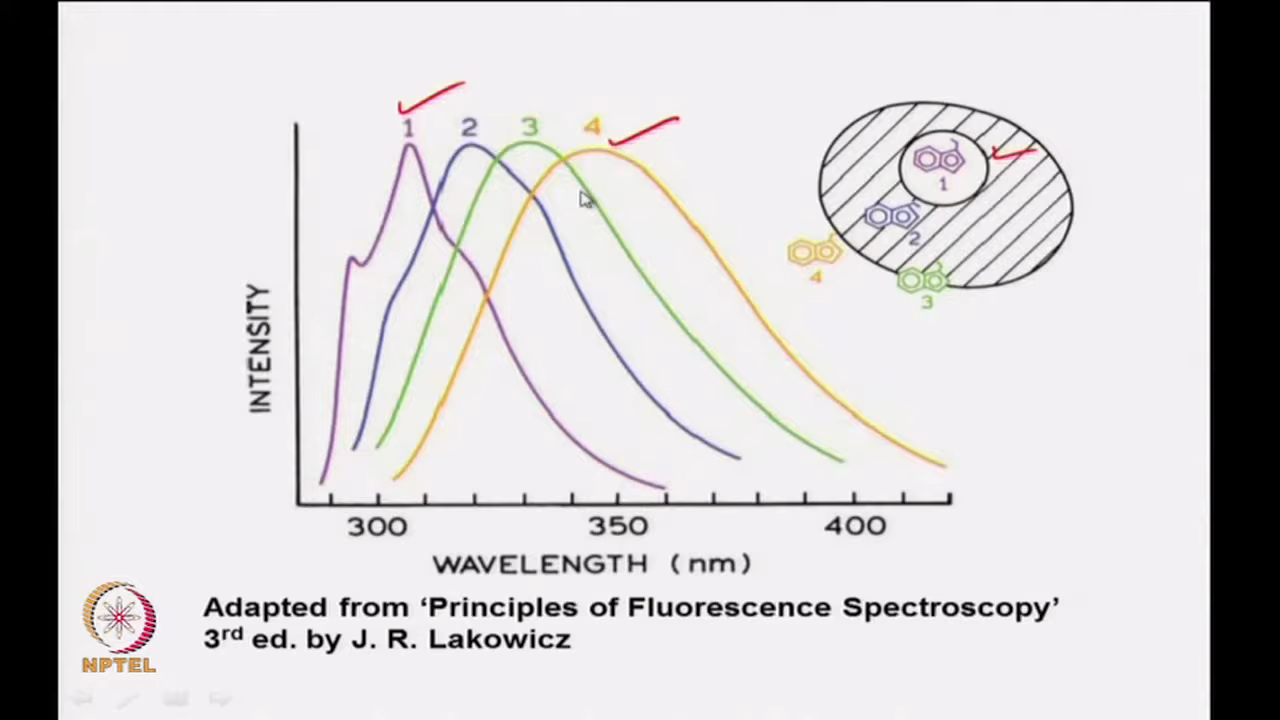 1 2 3 4
1
2
4
3
INTENSITY
300 350 400
WAVELENGTH (nm)
Adapted from ‘Principles of Fluorescence Spectroscopy’
3rd ed. by J. R. Lakowicz
NPTEL